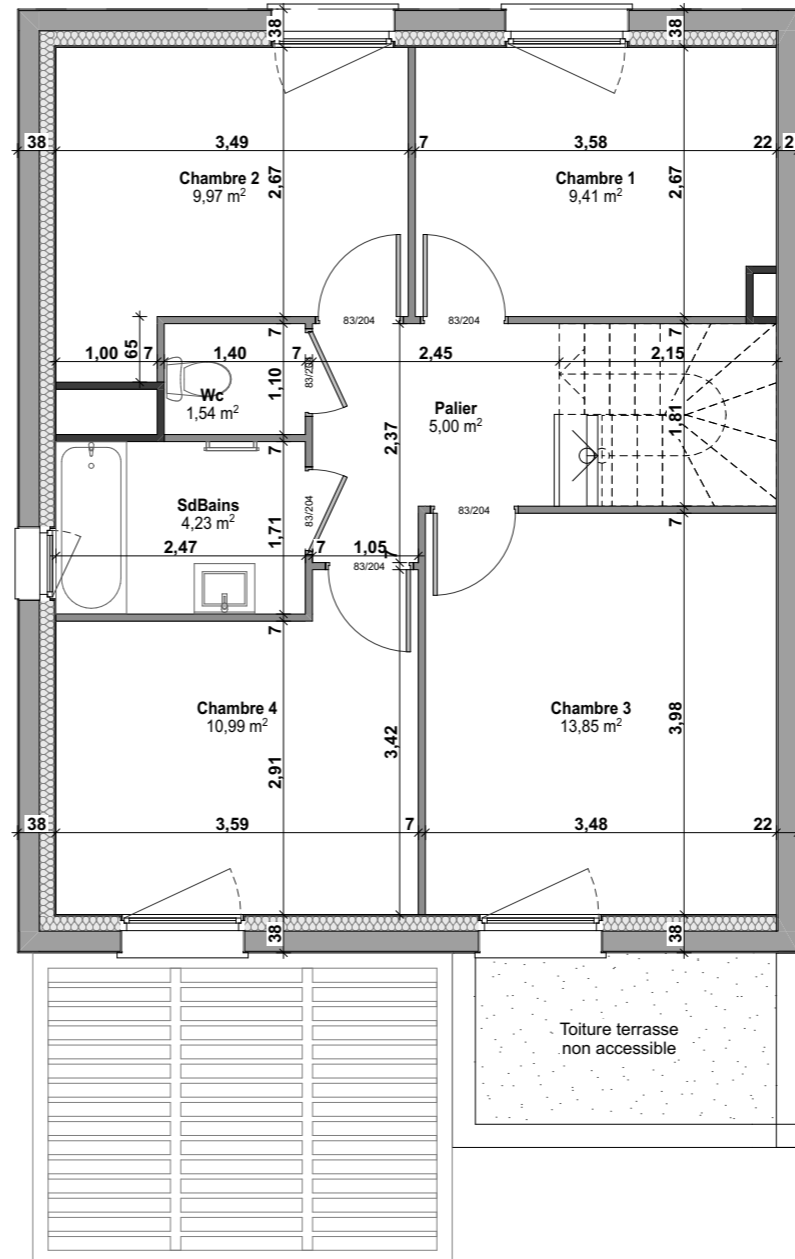 38
38
38
3,49
7
3,58
22
2
Chambre 2
9,97 m²
2,67
Chambre 1
9,41 m²
2,67
83/204
83/204
1,00
65
7
1,40
7
7
2,45
7
2,15
Wc
1,54 m²
1,10
Palier
5,00 m²
2,37
1,81
7
SdBains
4,23 m²
1,71
83/204
83/204
2,47
7
1,05
7
83/204
7
7
Chambre 4
10,99 m²
2,91
3,42
Chambre 3
13,85 m²
3,98
38
3,59
7
3,48
22
38
38
Toiture terrasse
non accessible